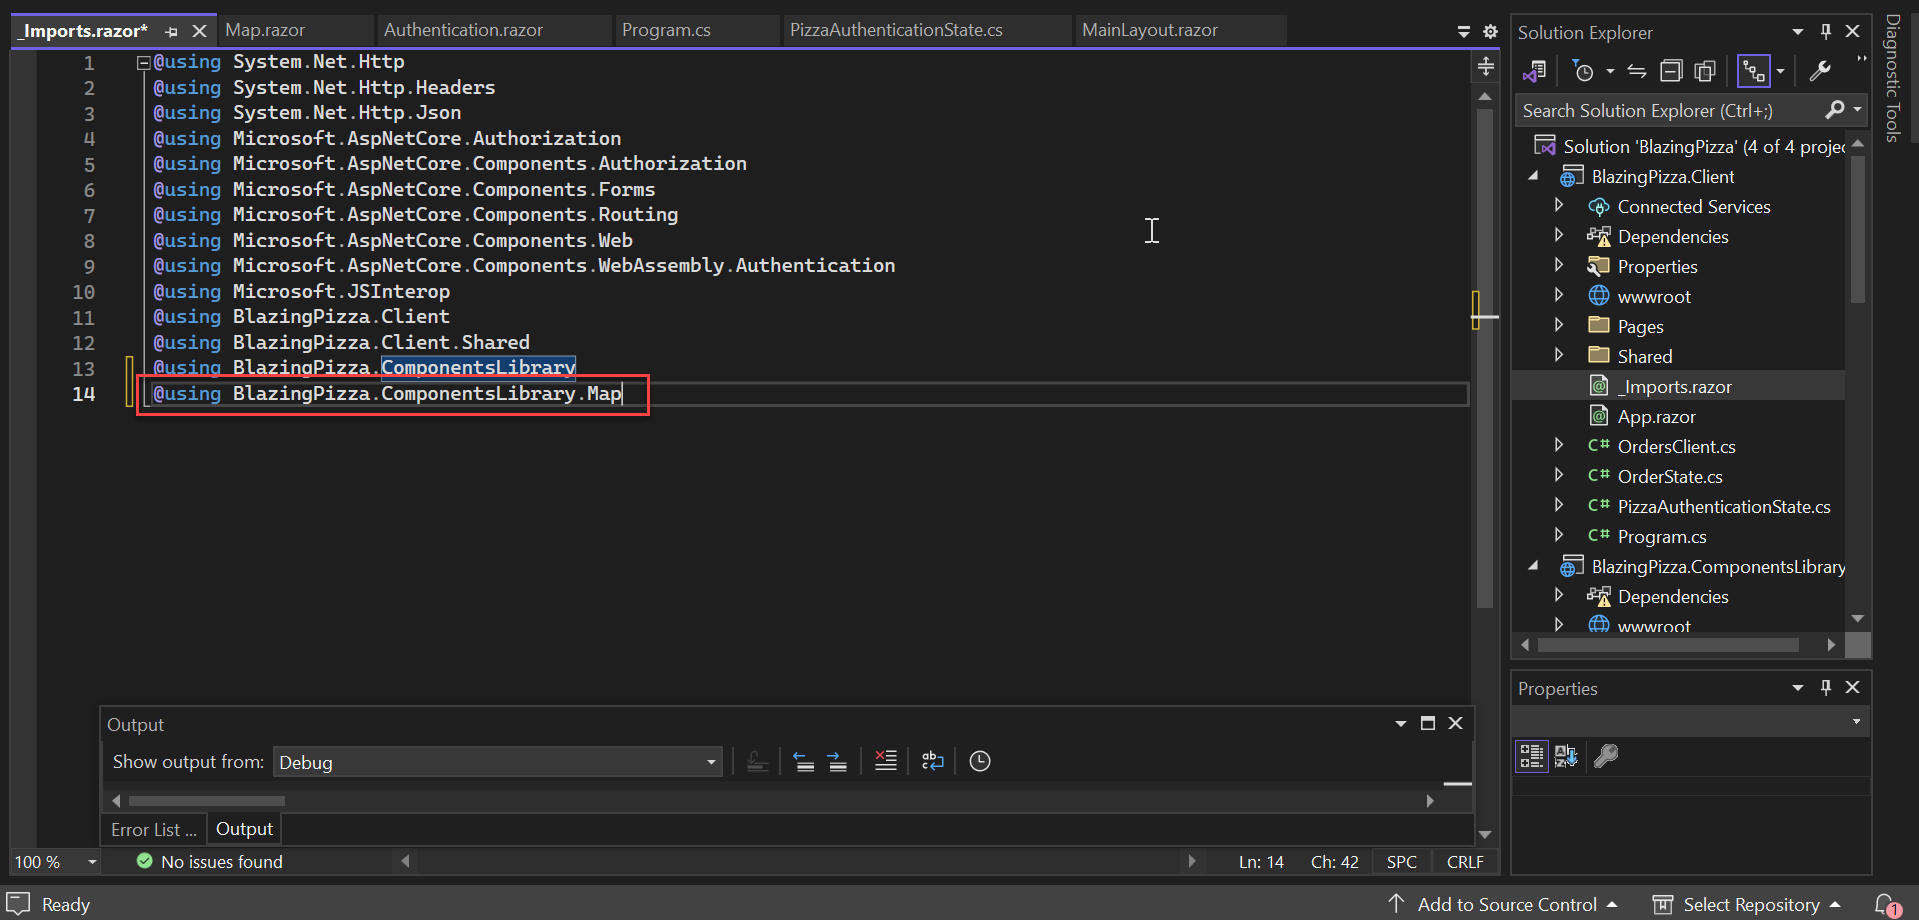 _Imports.razor*
Map.razor
Authentication.razor
Program.cs
PizzaAuthenticationState.cs
MainLayout.razor
1 @using System.Net.Http
2 @using System.Net.Http.Headers
3 @using System.Net.Http.Json
4 @using Microsoft.AspNetCore.Authorization
5 @using Microsoft.AspNetCore.Components.Authorization
6 @using Microsoft.AspNetCore.Components.Forms
7 @using Microsoft.AspNetCore.Components.Routing
8 @using Microsoft.AspNetCore.Components.Web
9 @using Microsoft.AspNetCore.Components.WebAssembly.Authentication
10 @using Microsoft.JSInterop
11 @using BlazingPizza.Client
12 @using BlazingPizza.Client.Shared
13 @using BlazingPizza.ComponentsLibrary
14 @using BlazingPizza.ComponentsLibrary.Map
Output
Show output from: Debug
Error List ...
Output
100 %
No issues found
Ln: 14
Ch: 42
SPC
CRLF
Solution Explorer
Search Solution Explorer (Ctrl+;)
Solution 'BlazingPizza' (4 of 4 projec
BlazingPizza.Client
Connected Services
Dependencies
Properties
wwwroot
Pages
Shared
_Imports.razor
App.razor
C# OrdersClient.cs
C# OrderState.cs
C# PizzaAuthenticationState.cs
C# Program.cs
BlazingPizza.ComponentsLibrary
Dependencies
wwwroot
Properties
Diagnostic Tools
Ready
Add to Source Control
Select Repository
1